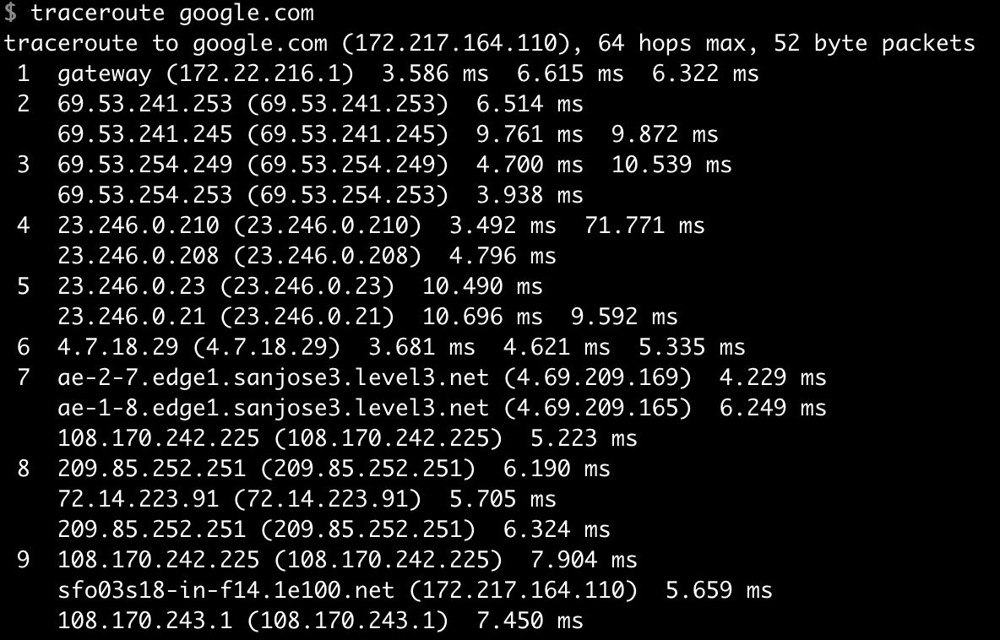 $ traceroute google.com
traceroute to google.com (172.217.164.110), 64 hops max, 52 byte packets
 1  gateway (172.22.216.1)  3.586 ms  6.615 ms  6.322 ms
 2  69.53.241.253 (69.53.241.253)  6.514 ms
    69.53.241.245 (69.53.241.245)  9.761 ms  9.872 ms
 3  69.53.254.249 (69.53.254.249)  4.700 ms  10.539 ms
    69.53.254.253 (69.53.254.253)  3.938 ms
 4  23.246.0.210 (23.246.0.210)  3.492 ms  71.771 ms
    23.246.0.208 (23.246.0.208)  4.796 ms
 5  23.246.0.23 (23.246.0.23)  10.490 ms
    23.246.0.21 (23.246.0.21)  10.696 ms  9.592 ms
 6  4.7.18.29 (4.7.18.29)  3.681 ms  4.621 ms  5.335 ms
 7  ae-2-7.edge1.sanjose3.level3.net (4.69.209.169)  4.229 ms
    ae-1-8.edge1.sanjose3.level3.net (4.69.209.165)  6.249 ms
    108.170.242.225 (108.170.242.225)  5.223 ms
 8  209.85.252.251 (209.85.252.251)  6.190 ms
    72.14.223.91 (72.14.223.91)  5.705 ms
    209.85.252.251 (209.85.252.251)  6.324 ms
 9  108.170.242.225 (108.170.242.225)  7.904 ms
    sfo03s18-in-f14.1e100.net (172.217.164.110)  5.659 ms
    108.170.243.1 (108.170.243.1)  7.450 ms